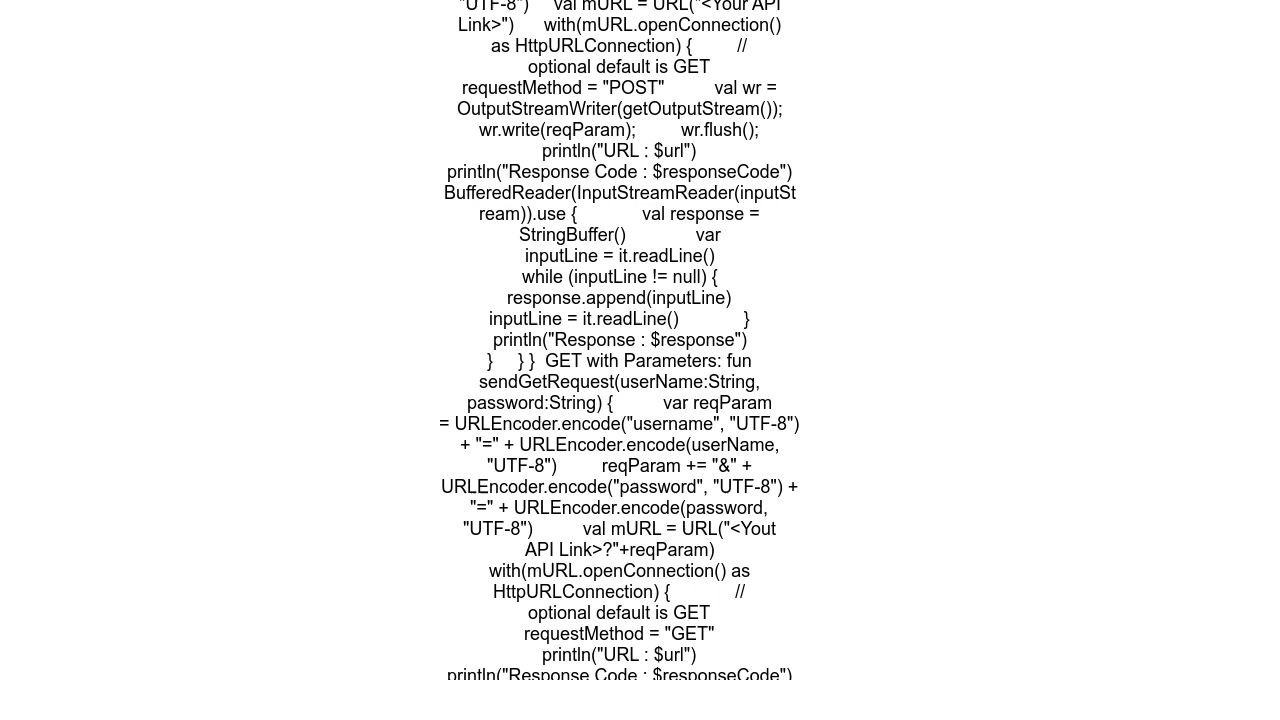 "UTF-8")     val mURL = URL("<Your API
Link>")      with(mURL.openConnection()
as HttpURLConnection) {         //
optional default is GET
requestMethod = "POST"          val wr =
OutputStreamWriter(getOutputStream());
wr.write(reqParam);         wr.flush();
println("URL : $url")
println("Response Code : $responseCode")
BufferedReader(InputStreamReader(inputSt
ream)).use {             val response =
StringBuffer()              var
inputLine = it.readLine()
while (inputLine != null) {
response.append(inputLine)
inputLine = it.readLine()             }
println("Response : $response")
}     } }  GET with Parameters: fun
sendGetRequest(userName:String,
password:String) {          var reqParam
= URLEncoder.encode("username", "UTF-8")
+ "=" + URLEncoder.encode(userName,
"UTF-8")         reqParam += "&" +
URLEncoder.encode("password", "UTF-8") +
"=" + URLEncoder.encode(password,
"UTF-8")          val mURL = URL("<Yout
API Link>?"+reqParam)
with(mURL.openConnection() as
HttpURLConnection) {             //
optional default is GET
requestMethod = "GET"
println("URL : $url")
println("Response Code : $responseCode")